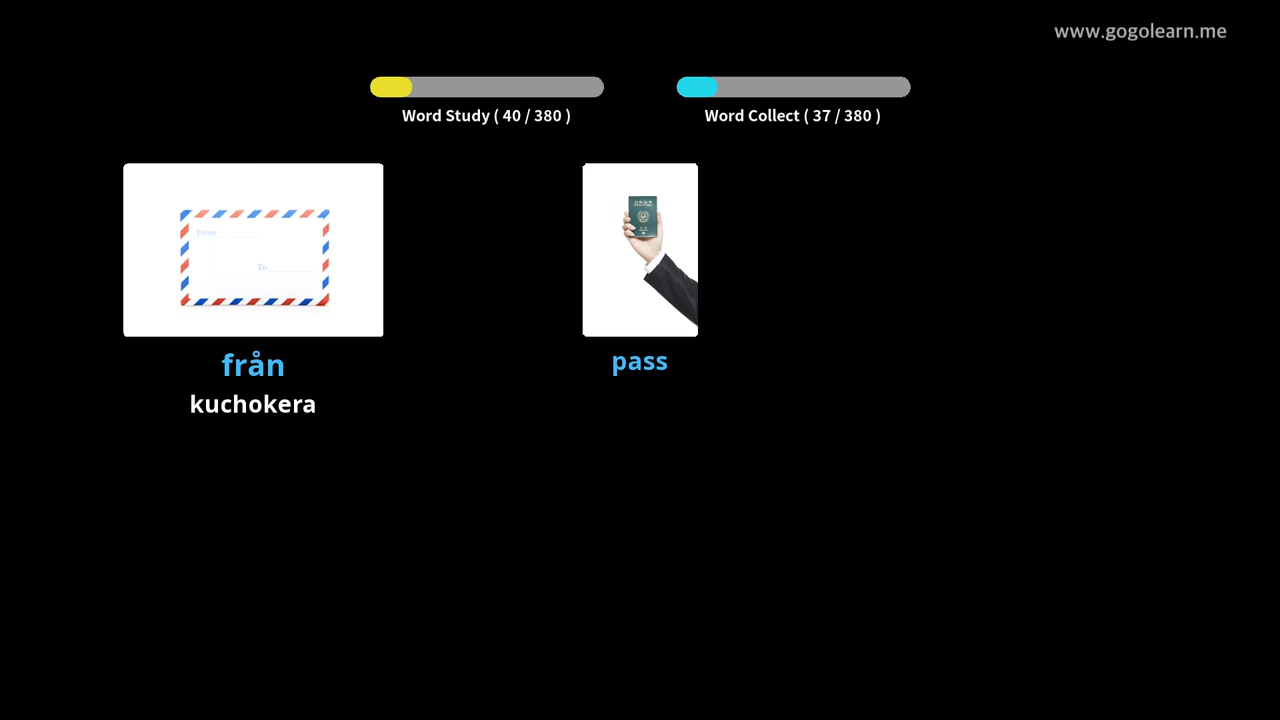 www.gogolearn.me
Word Study ( 40 / 380 )
Word Collect ( 37 / 380 )
From
To
från
pass
kuchokera